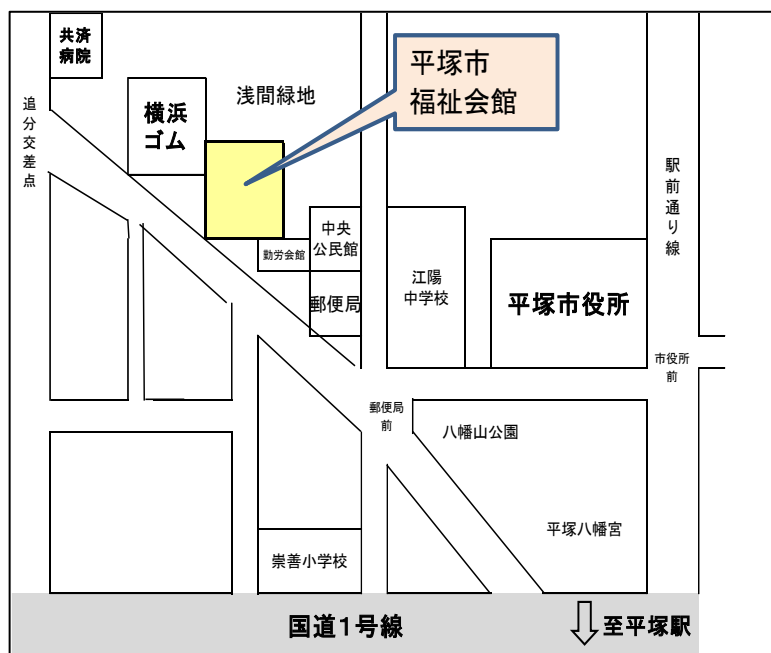 共済
病院
平塚市
福祉会館
浅間緑地
横浜
ゴム
追分交差点
駅前通り線
中央
公民館
勤労会館
江陽
中学校
郵便局
平塚市役所
市役所
前
郵便局
前
八幡山公園
平塚八幡宮
崇善小学校
国道1号線
至平塚駅